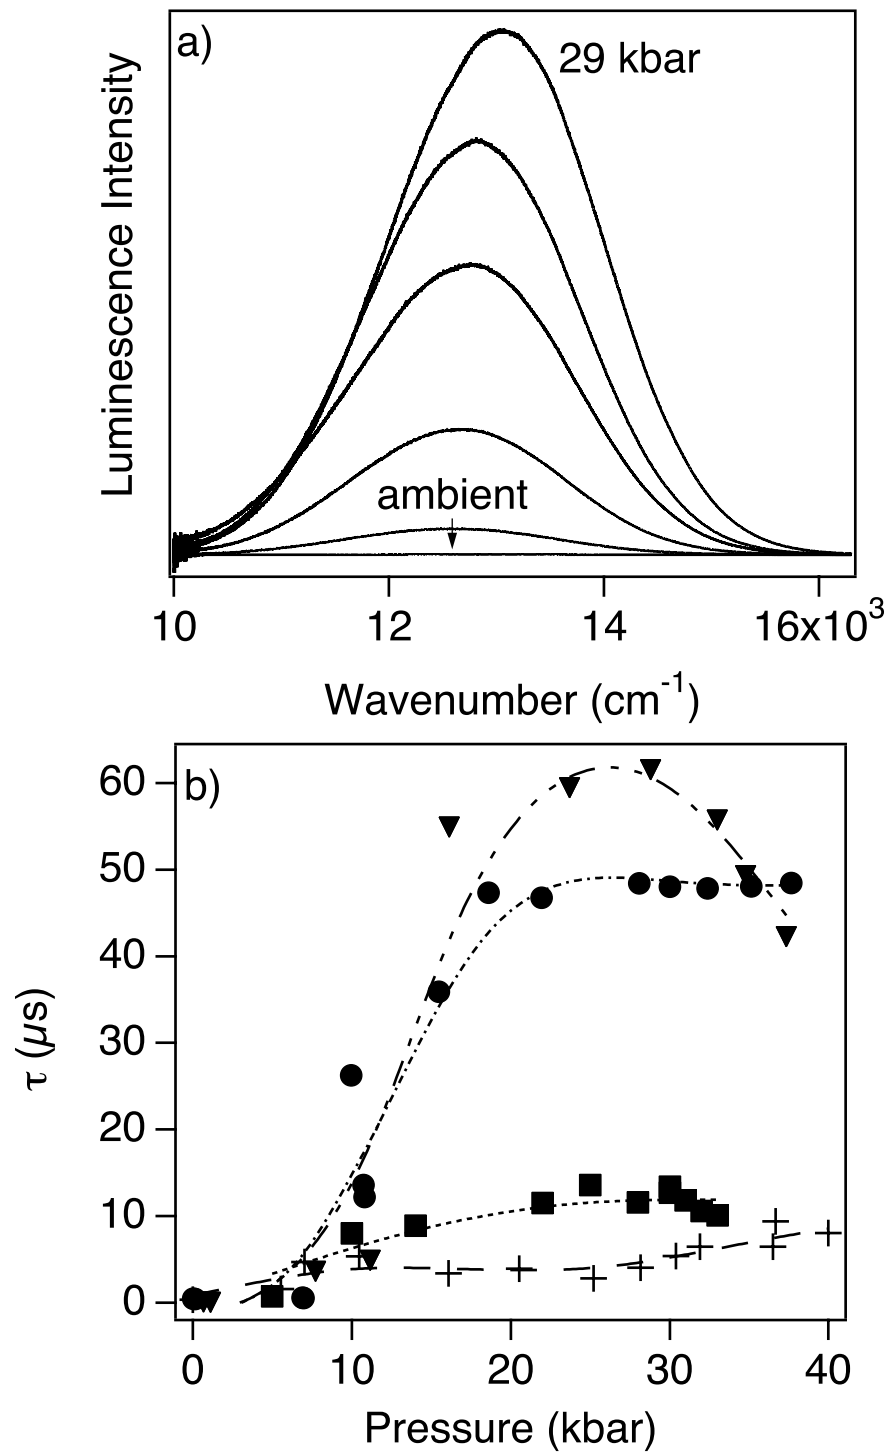 a)
29 kbar
Luminescence Intensity
ambient
10 12 14 16x10³
Wavenumber (cm⁻¹)
b)
60
50
40
30
20
10
0
τ (µs)
0 10 20 30 40
Pressure (kbar)